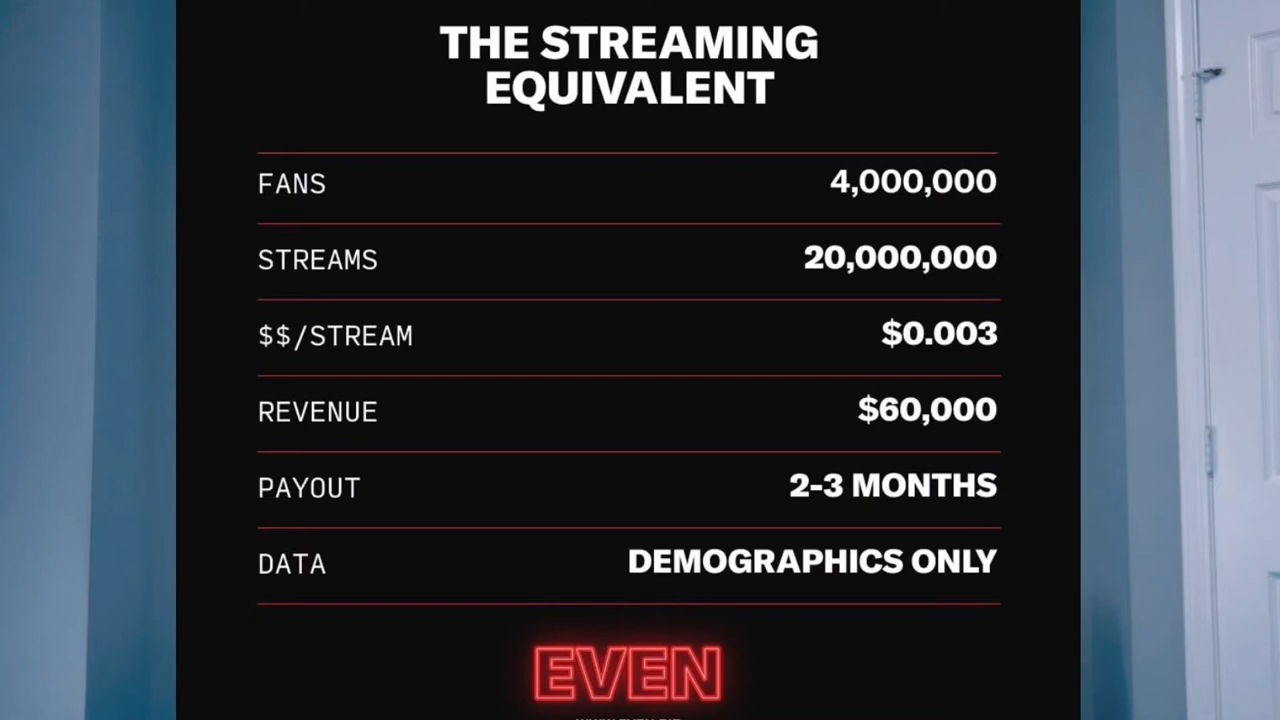 THE STREAMING
EQUIVALENT
FANS 4,000,000
STREAMS 20,000,000
$$/STREAM $0.003
REVENUE $60,000
PAYOUT 2-3 MONTHS
DATA DEMOGRAPHICS ONLY
EVEN